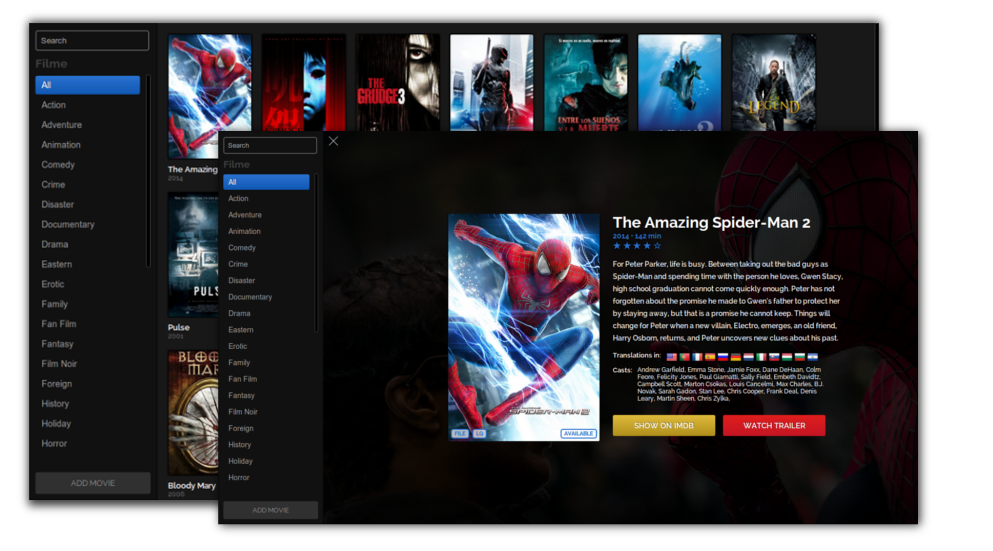 Search
Filme
All
Action
Adventure
Animation
Comedy
Crime
Disaster
Documentary
Drama
Eastern
Erotic
Family
Fan Film
Fantasy
Film Noir
Foreign
History
Holiday
Horror
ADD MOVIE
THE
GRUDGE3
ENTRE LOS SUEÑOS
Y LA MUERTE
LEGEND
The Amazing
2014
PULS
Pulse
2001
BLOO
MAR
Bloody Mary
2006
Search
Filme
All
Action
Adventure
Animation
Comedy
Crime
Disaster
Documentary
Drama
Eastern
Erotic
Family
Fan Film
Fantasy
Film Noir
Foreign
History
Holiday
Horror
ADD MOVIE
SPIDER-MAN 2
FILE
LG
AVAILABLE
The Amazing Spider-Man 2
2014 • 142 min
For Peter Parker, life is busy. Between taking out the bad guys as
Spider-Man and spending time with the person he loves, Gwen Stacy,
high school graduation cannot come quickly enough. Peter has not
forgotten about the promise he made to Gwen's father to protect her
by staying away, but that is a promise he cannot keep. Things will
change for Peter when a new villain, Electro, emerges, an old friend,
Harry Osborn, returns, and Peter uncovers new clues about his past.
Translations in:
Casts: Andrew Garfield, Emma Stone, Jamie Foxx, Dane DeHaan, Colm
Feore, Felicity Jones, Paul Giamatti, Sally Field, Embeth Davidtz,
Campbell Scott, Marton Csokas, Louis Cancelmi, Max Charles, B.J.
Novak, Sarah Gadon, Stan Lee, Chris Cooper, Frank Deal, Denis
Leary, Martin Sheen, Chris Zylka,
SHOW ON IMDB
WATCH TRAILER